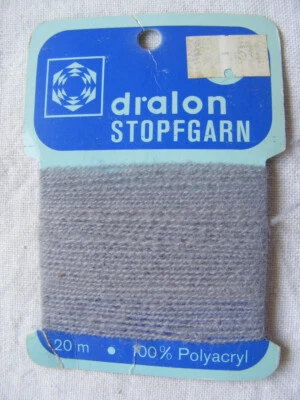 dralon
STOPFGARN
20 m • 100% Polyacryl